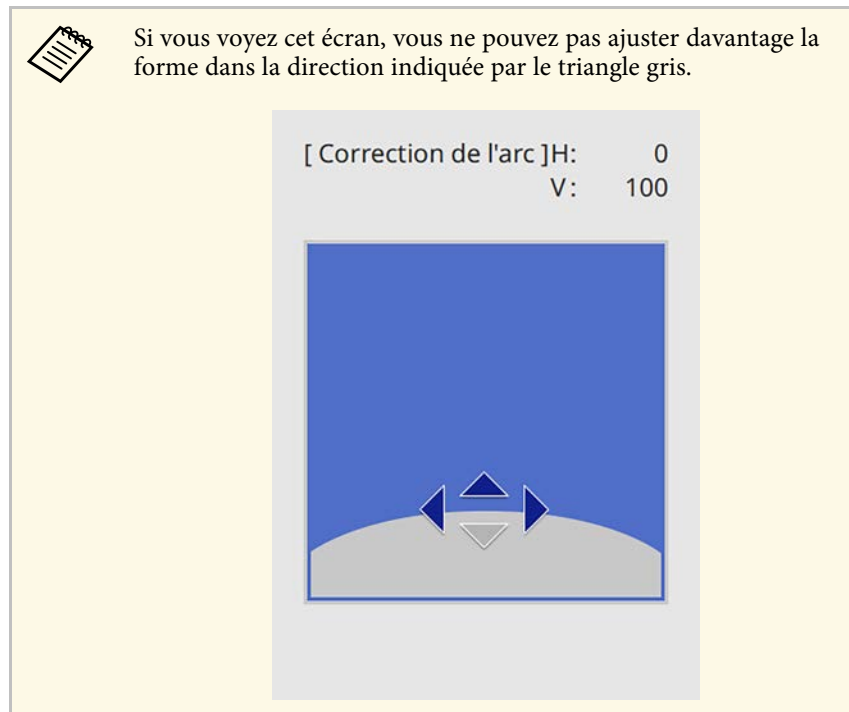 Si vous voyez cet écran, vous ne pouvez pas ajuster davantage la
forme dans la direction indiquée par le triangle gris.
[ Correction de l'arc ]H: 0
V: 100